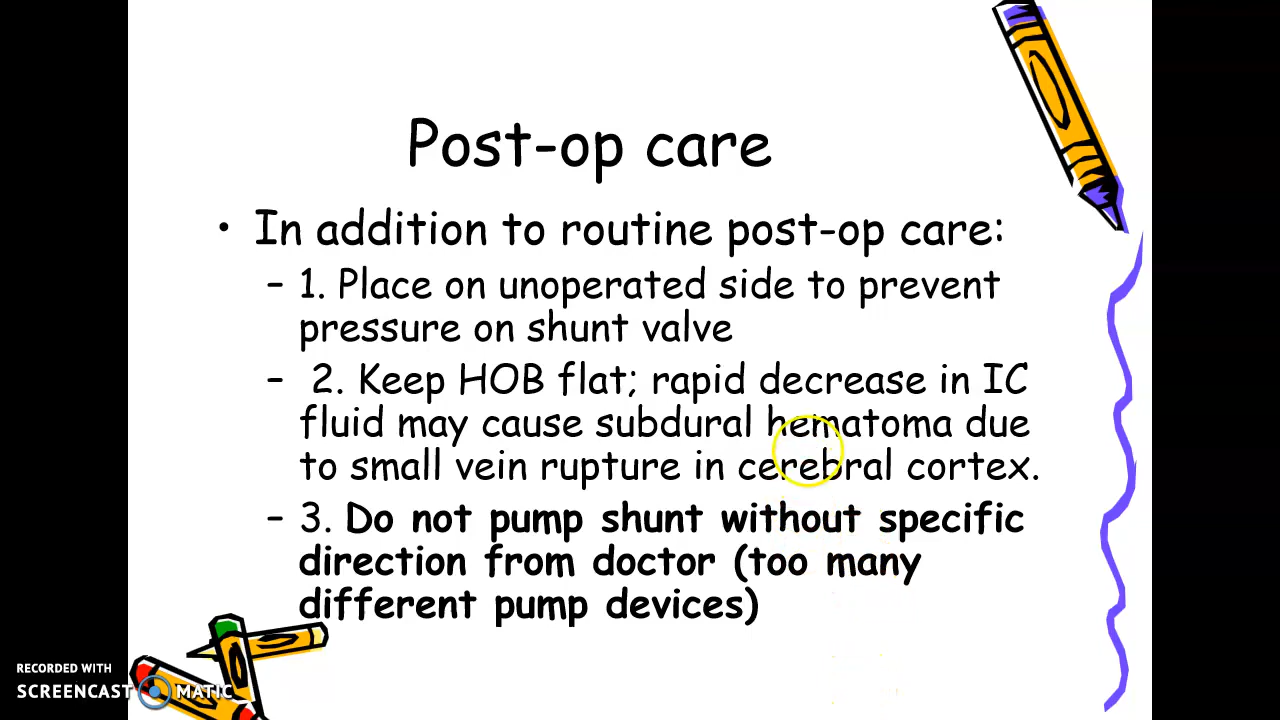 Post-op care
• In addition to routine post-op care:
– 1. Place on unoperated side to prevent
pressure on shunt valve
– 2. Keep HOB flat; rapid decrease in IC
fluid may cause subdural hematoma due
to small vein rupture in cerebral cortex.
– 3. Do not pump shunt without specific
direction from doctor (too many
different pump devices)
RECORDED WITH
SCREENCAST MATIC